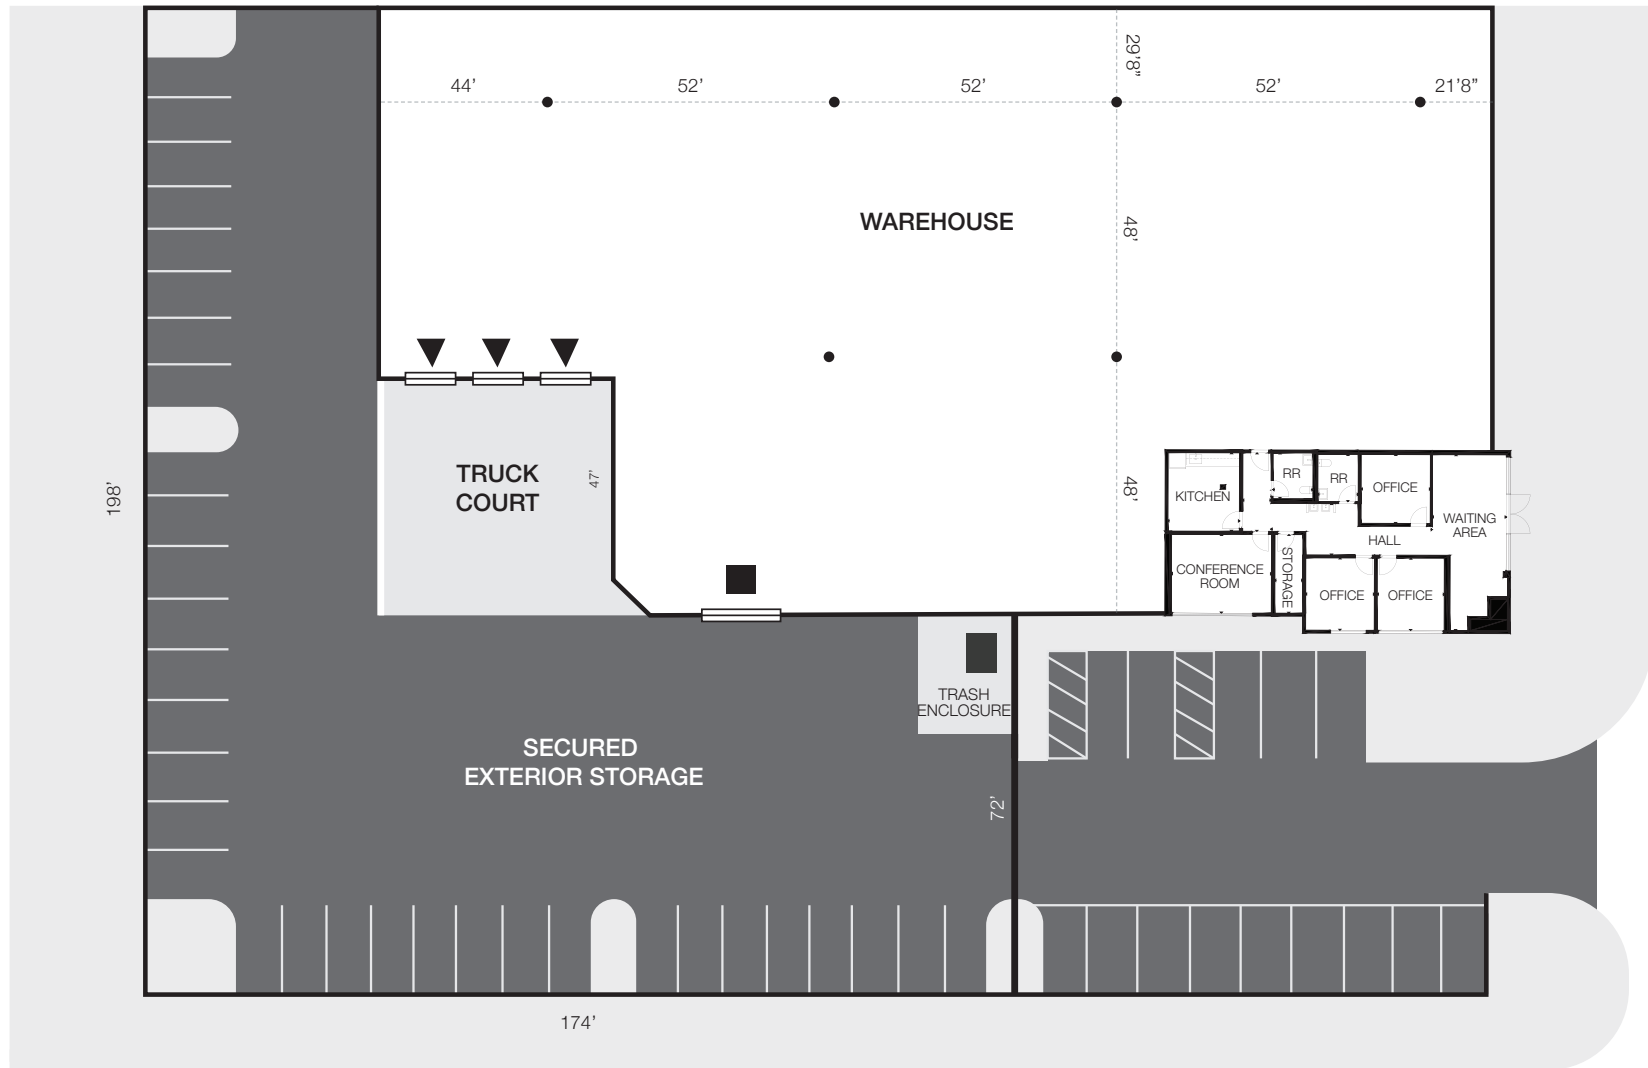 29’8”
44’
52’
52’
52’
21’8”
WAREHOUSE
48’
TRUCK
COURT
47’
198’
48’
KITCHEN
RR
RR
OFFICE
WAITING
AREA
HALL
CONFERENCE
ROOM
STORAGE
OFFICE
OFFICE
TRASH
ENCLOSURE
SECURED
EXTERIOR STORAGE
72’
174’